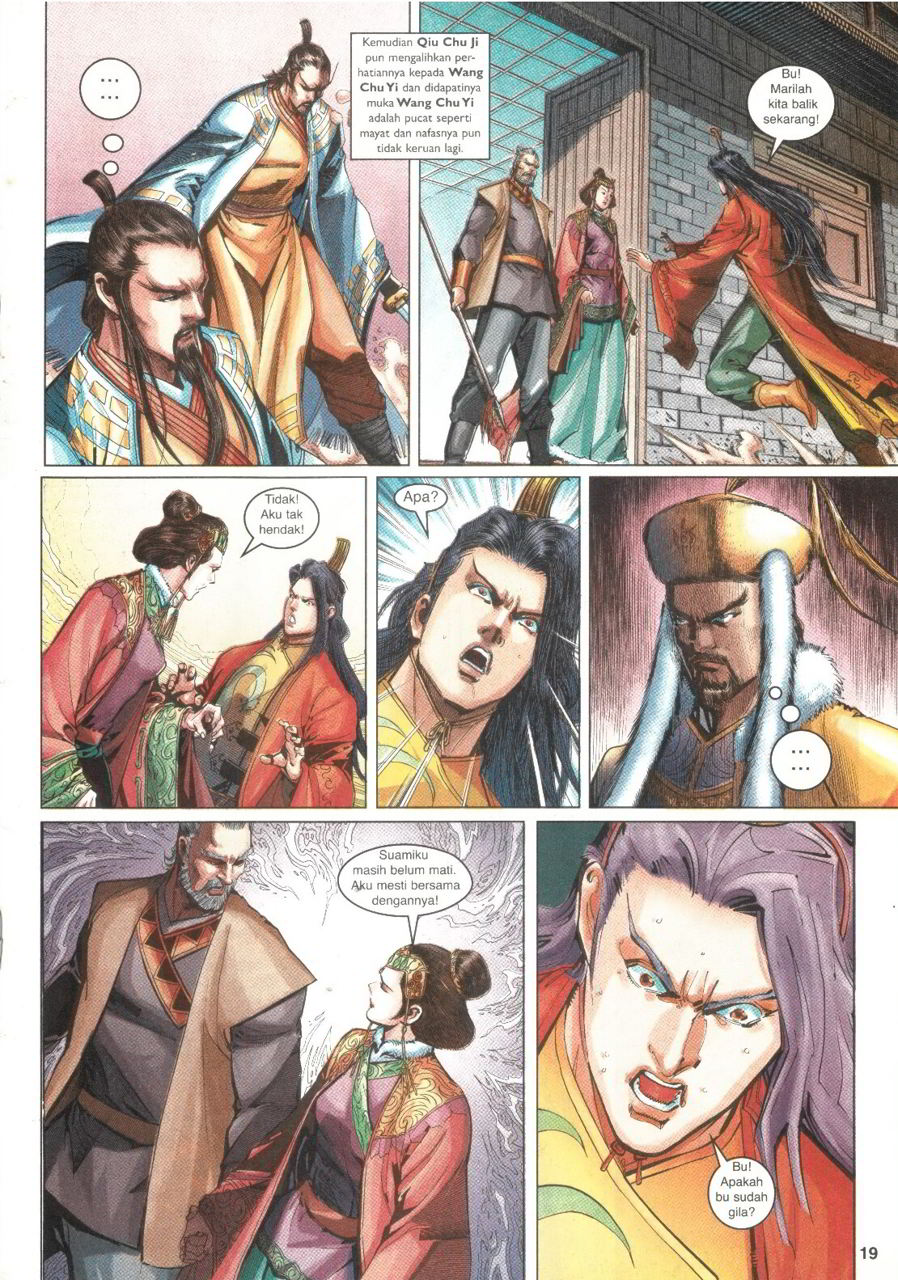 ...
...
Kemudian Qiu Chu Ji
pun mengalihkan per-
hatiannya kepada Wang
Chu Yi dan didapatinya
muka Wang Chu Yi
adalah pucat seperti
mayat dan nafasnya pun
tidak keruan lagi.
Bu!
Marilah
kita balik
sekarang!
Tidak!
Aku tak
hendak!
Apa?
...
...
Suamiku
masih belum mati.
Aku mesti bersama
dengannya!
Bu!
Apakah
bu sudah
gila?
19